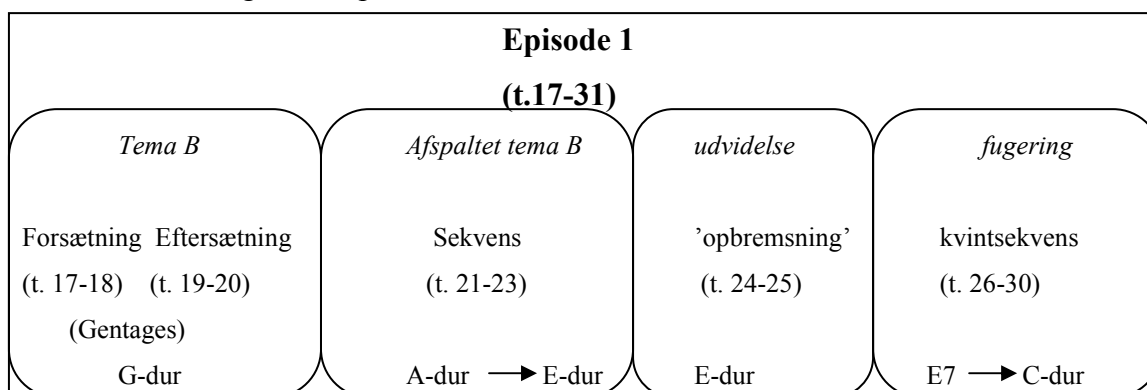 Episode 1
(t.17-31)
Tema B
Forsætning Eftersætning
(t. 17-18) (t. 19-20)
(Gentages)
G-dur
Afspaltet tema B
Sekvens
(t. 21-23)
A-dur → E-dur
udvidelse
’opbremsning’
(t. 24-25)
E-dur
fugering
kvintsekvens
(t. 26-30)
E7 → C-dur